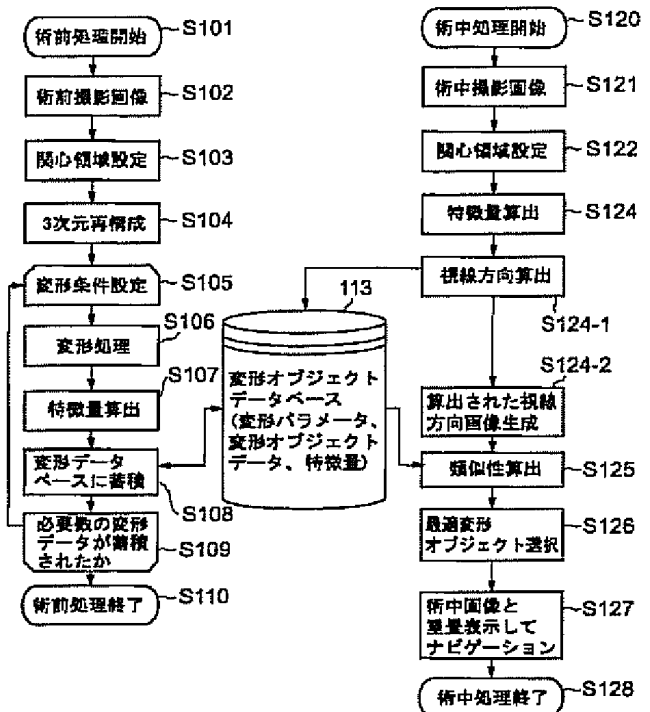 術前処理開始
S101
術前撮影画像
S102
関心領域設定
S103
3次元再構成
S104
変形条件設定
S105
変形処理
S106
特徴量算出
S107
変形データ
ベースに蓄積
S108
必要数の変形
データが蓄積
されたか
S109
術前処理終了
S110
113
変形オブジェクト
データベース
(変形パラメータ、
変形オブジェクト
データ、特徴量)
術中処理開始
S120
術中撮影画像
S121
関心領域設定
S122
特徴量算出
S124
視線方向算出
S124-1
S124-2
算出された視線
方向画像生成
類似性算出
S125
最適変形
オブジェクト選択
S126
術中画像と
重畳表示して
ナビゲーション
S127
術中処理終了
S128